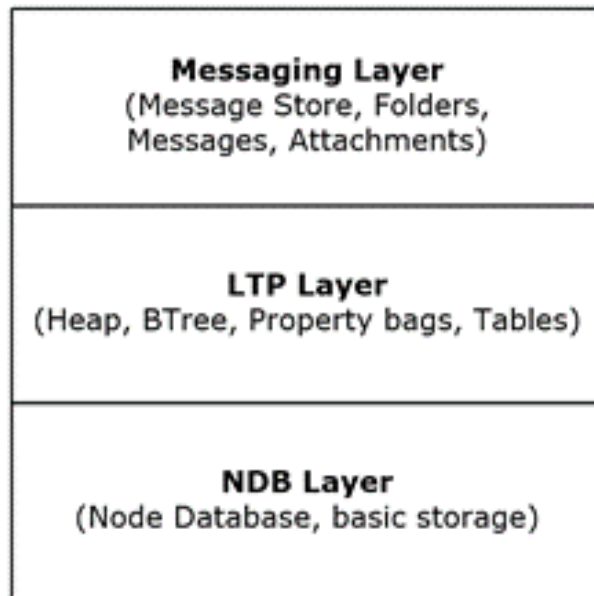 Messaging Layer
(Message Store, Folders,
Messages, Attachments)
LTP Layer
(Heap, BTree, Property bags, Tables)
NDB Layer
(Node Database, basic storage)